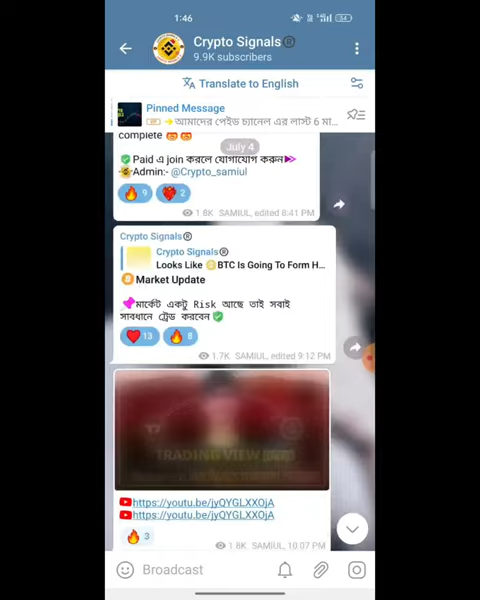 1:46
54
Crypto Signals®
9.9K subscribers
Translate to English
Pinned Message
আমাদের পেইড চ্যানেল এর লাস্ট 6 মা...
complete
July 4
Paid এ join করলে যোগাযোগ করুন
Admin:- @Crypto_samiul
9 2
1.8K SAMIUL, edited 8:41 PM
Crypto Signals®
Crypto Signals®
Looks Like BTC Is Going To Form H...
Market Update
মার্কেট একটু Risk আছে তাই সবাই
সাবধানে ট্রেড করবেন
13 8
1.7K SAMIUL, edited 9:12 PM
TRADING VIEW
https://youtu.be/jyQYGLXXOjA
https://youtu.be/jyQYGLXXOjA
3
1.8K SAMIUL, 10:07 PM
Broadcast